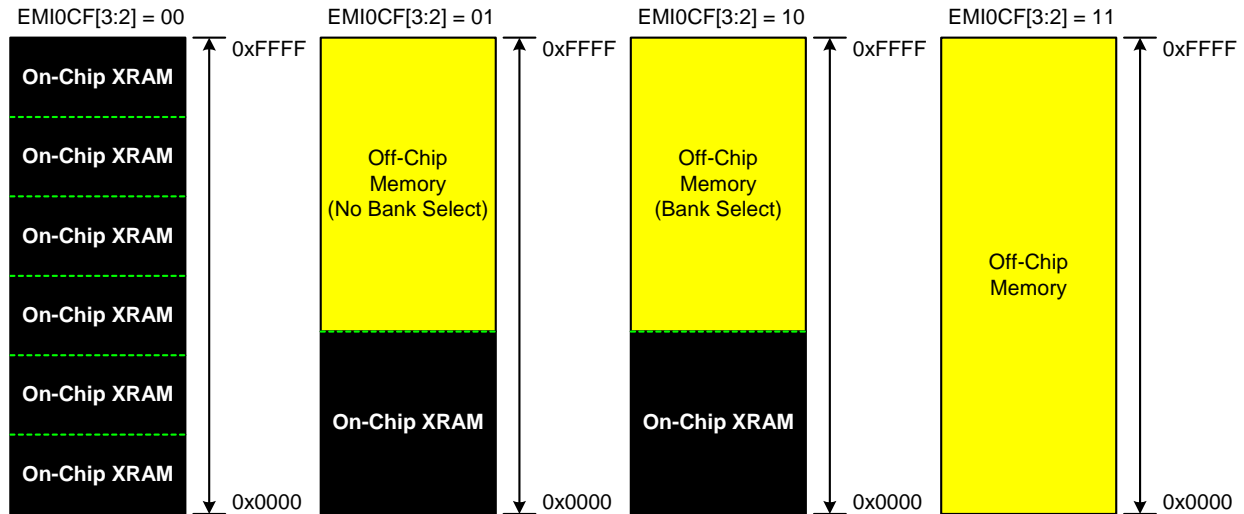 EMI0CF[3:2] = 00
On-Chip XRAM
On-Chip XRAM
On-Chip XRAM
On-Chip XRAM
On-Chip XRAM
On-Chip XRAM
0xFFFF
0x0000
EMI0CF[3:2] = 01
Off-Chip
Memory
(No Bank Select)
On-Chip XRAM
0xFFFF
0x0000
EMI0CF[3:2] = 10
Off-Chip
Memory
(Bank Select)
On-Chip XRAM
0xFFFF
0x0000
EMI0CF[3:2] = 11
Off-Chip
Memory
0xFFFF
0x0000